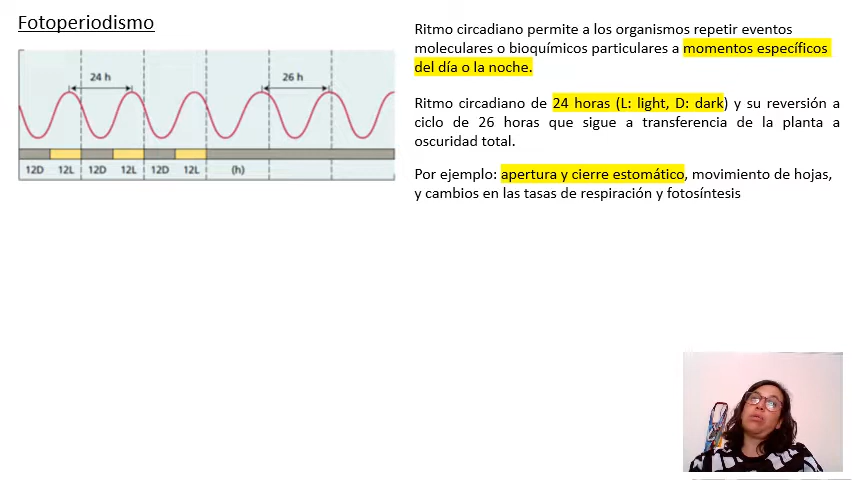 Fotoperiodismo
24 h
26 h
12D 12L 12D 12L 12D 12L (h)
Ritmo circadiano permite a los organismos repetir eventos
moleculares o bioquímicos particulares a momentos específicos
del día o la noche.
Ritmo circadiano de 24 horas (L: light, D: dark) y su reversión a
ciclo de 26 horas que sigue a transferencia de la planta a
oscuridad total.
Por ejemplo: apertura y cierre estomático, movimiento de hojas,
y cambios en las tasas de respiración y fotosíntesis